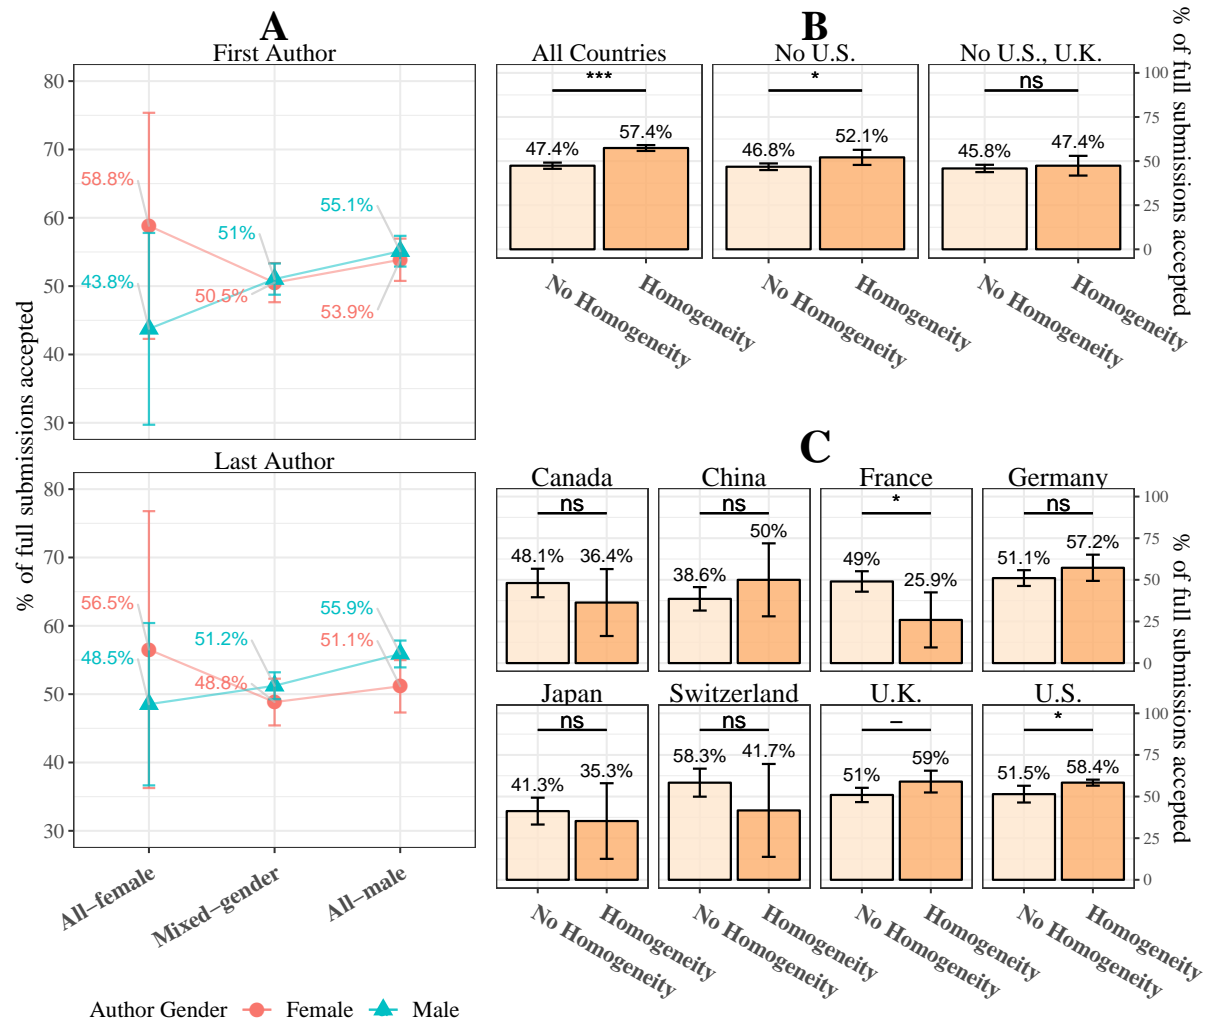 A
First Author
80
70
60
50
40
30
58.8%
43.8%
51%
50.5%
55.1%
53.9%
% of full submissions accepted
Last Author
80
70
60
50
40
30
56.5%
48.5%
51.2%
48.8%
55.9%
51.1%
All−female
Mixed−gender
All−male
Author Gender Female Male
B
All Countries
No U.S.
No U.S., U.K.
***
*
ns
47.4%
57.4%
46.8%
52.1%
45.8%
47.4%
100
75
50
25
0
% of full submissions accepted
No Homogeneity
Homogeneity
No Homogeneity
Homogeneity
No Homogeneity
Homogeneity
C
Canada
China
France
Germany
ns
ns
*
ns
48.1%
36.4%
38.6%
50%
49%
25.9%
51.1%
57.2%
100
75
50
25
0
% of full submissions accepted
Japan
Switzerland
U.K.
U.S.
ns
ns
−
*
41.3%
35.3%
58.3%
41.7%
51%
59%
51.5%
58.4%
100
75
50
25
0
No Homogeneity
Homogeneity
No Homogeneity
Homogeneity
No Homogeneity
Homogeneity
No Homogeneity
Homogeneity